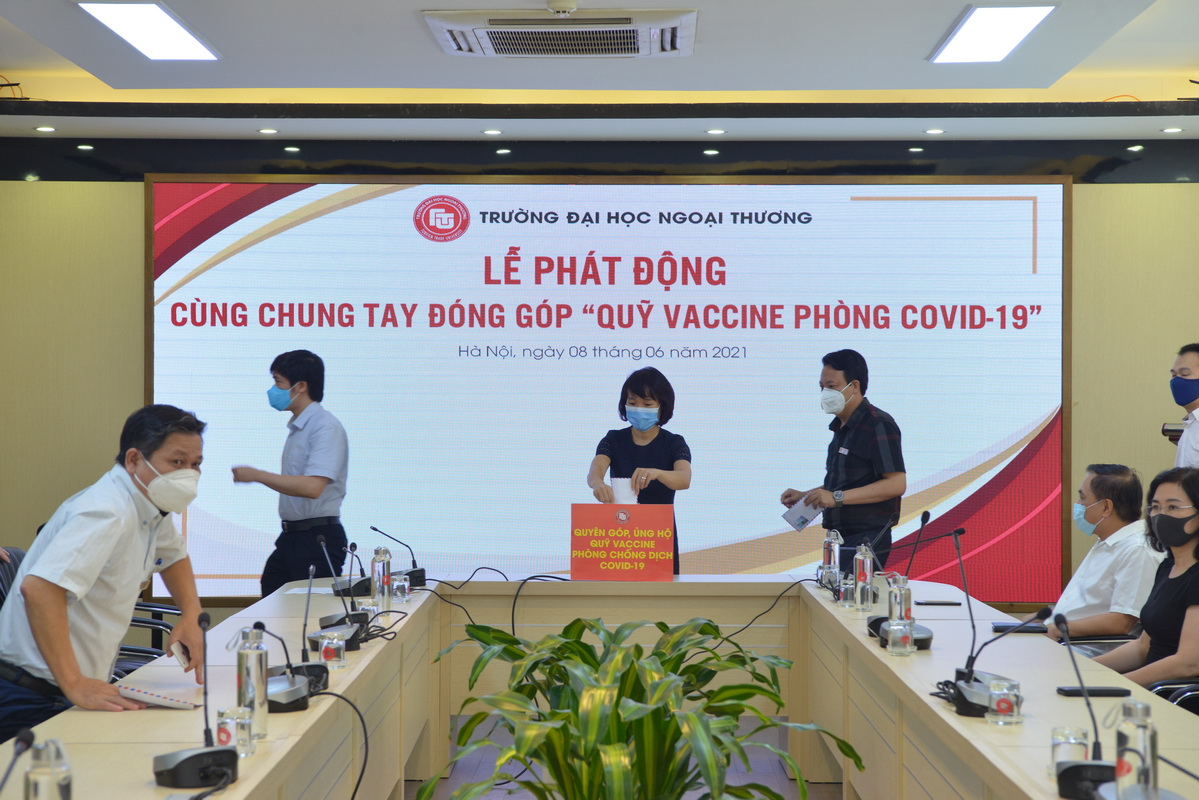 TRƯỜNG ĐẠI HỌC NGOẠI THƯƠNG
LỄ PHÁT ĐỘNG
CÙNG CHUNG TAY ĐÓNG GÓP “QUỸ VACCINE PHÒNG COVID-19”
Hà Nội, ngày 08 tháng 06 năm 2021
QUYÊN GÓP, ỦNG HỘ
QUỸ VACCINE
PHÒNG CHỐNG DỊCH
COVID-19